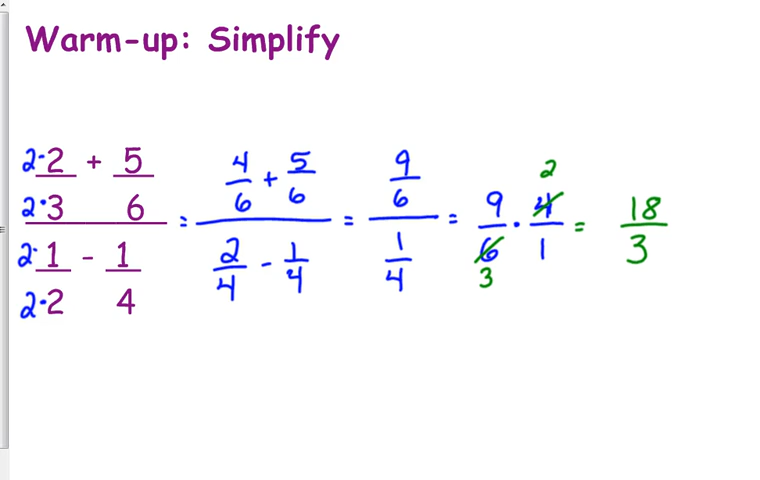 Warm-up: Simplify
2·2/2·3 + 5/6 / 2·1/2·2 - 1/4 = 4/6 + 5/6 / 2/4 - 1/4 = 9/6 / 1/4 = 9/6 3 · 4/1 2 = 18/3